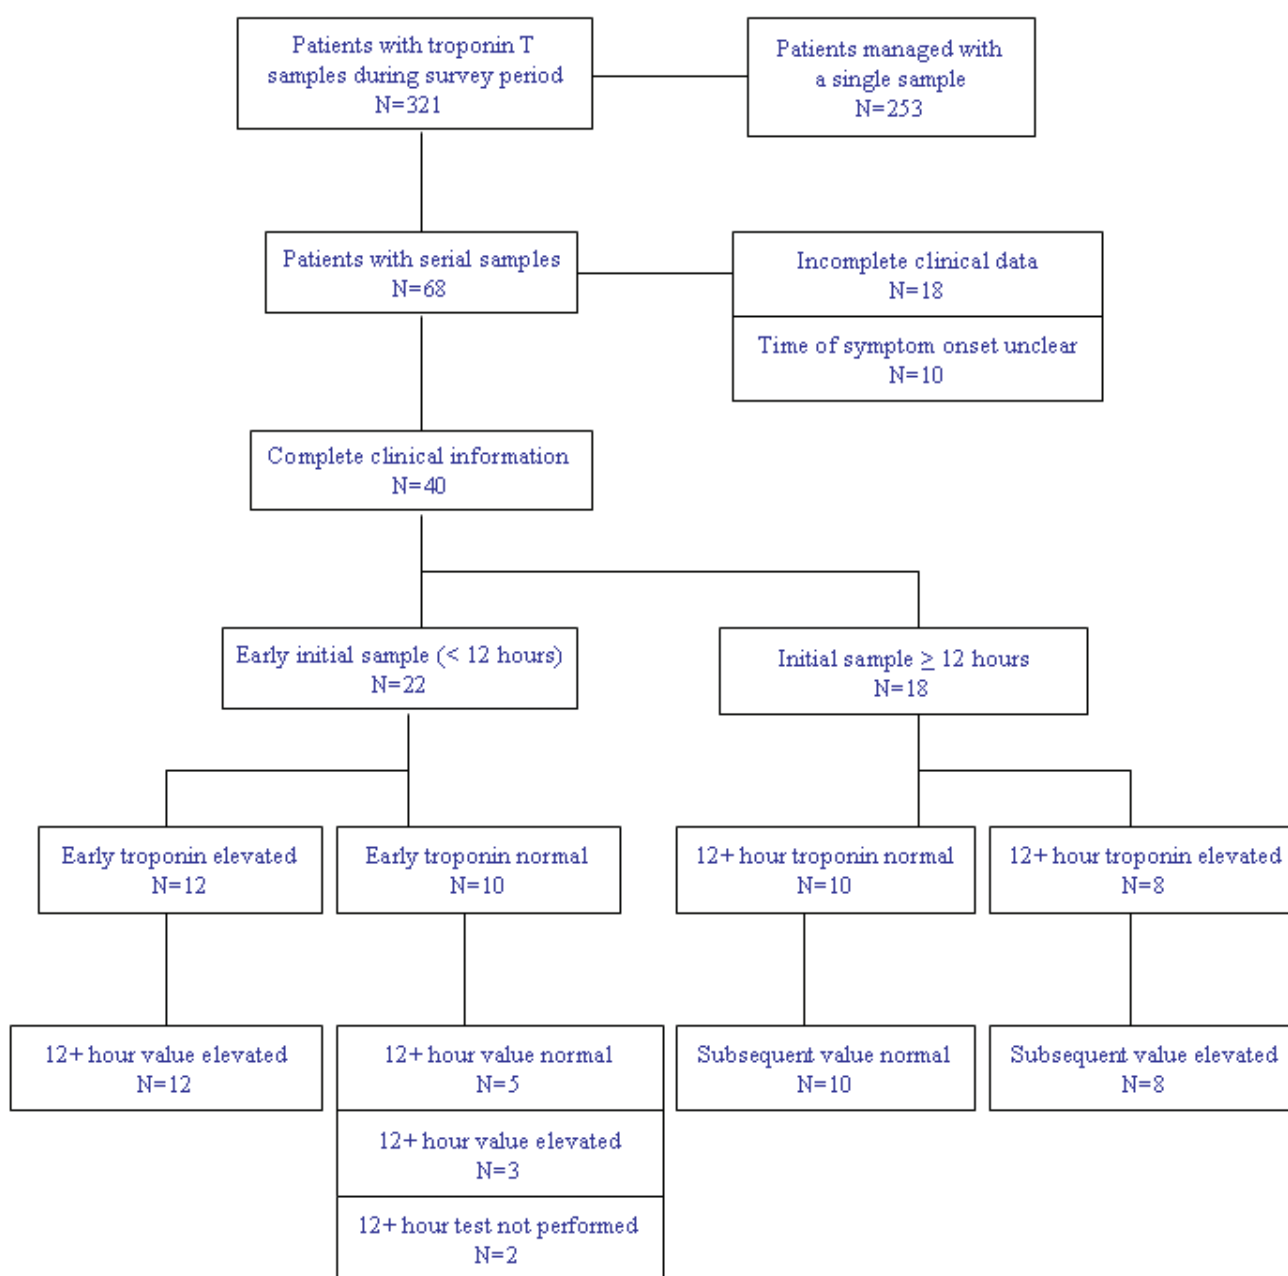 Patients with troponin T
samples during survey period
N=321
Patients managed with
a single sample
N=253
Patients with serial samples
N=68
Incomplete clinical data
N=18
Time of symptom onset unclear
N=10
Complete clinical information
N=40
Early initial sample (< 12 hours)
N=22
Initial sample ≥ 12 hours
N=18
Early troponin elevated
N=12
Early troponin normal
N=10
12+ hour troponin normal
N=10
12+ hour troponin elevated
N=8
12+ hour value elevated
N=12
12+ hour value normal
N=5
12+ hour value elevated
N=3
12+ hour test not performed
N=2
Subsequent value normal
N=10
Subsequent value elevated
N=8